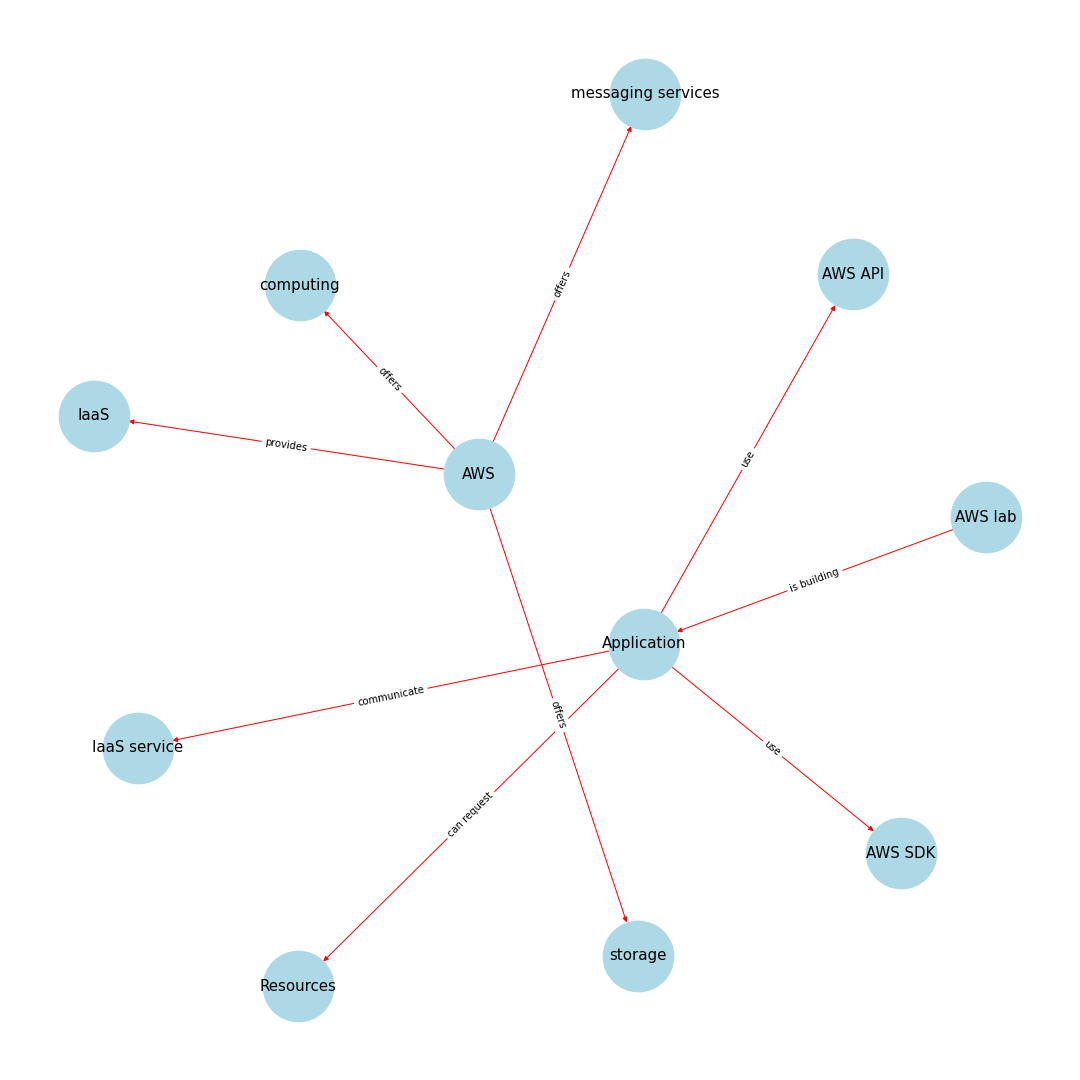 messaging services
AWS API
computing
offers
offers
IaaS
provides
use
AWS
AWS lab
is building
Application
communicate
offers
IaaS service
use
can request
AWS SDK
storage
Resources